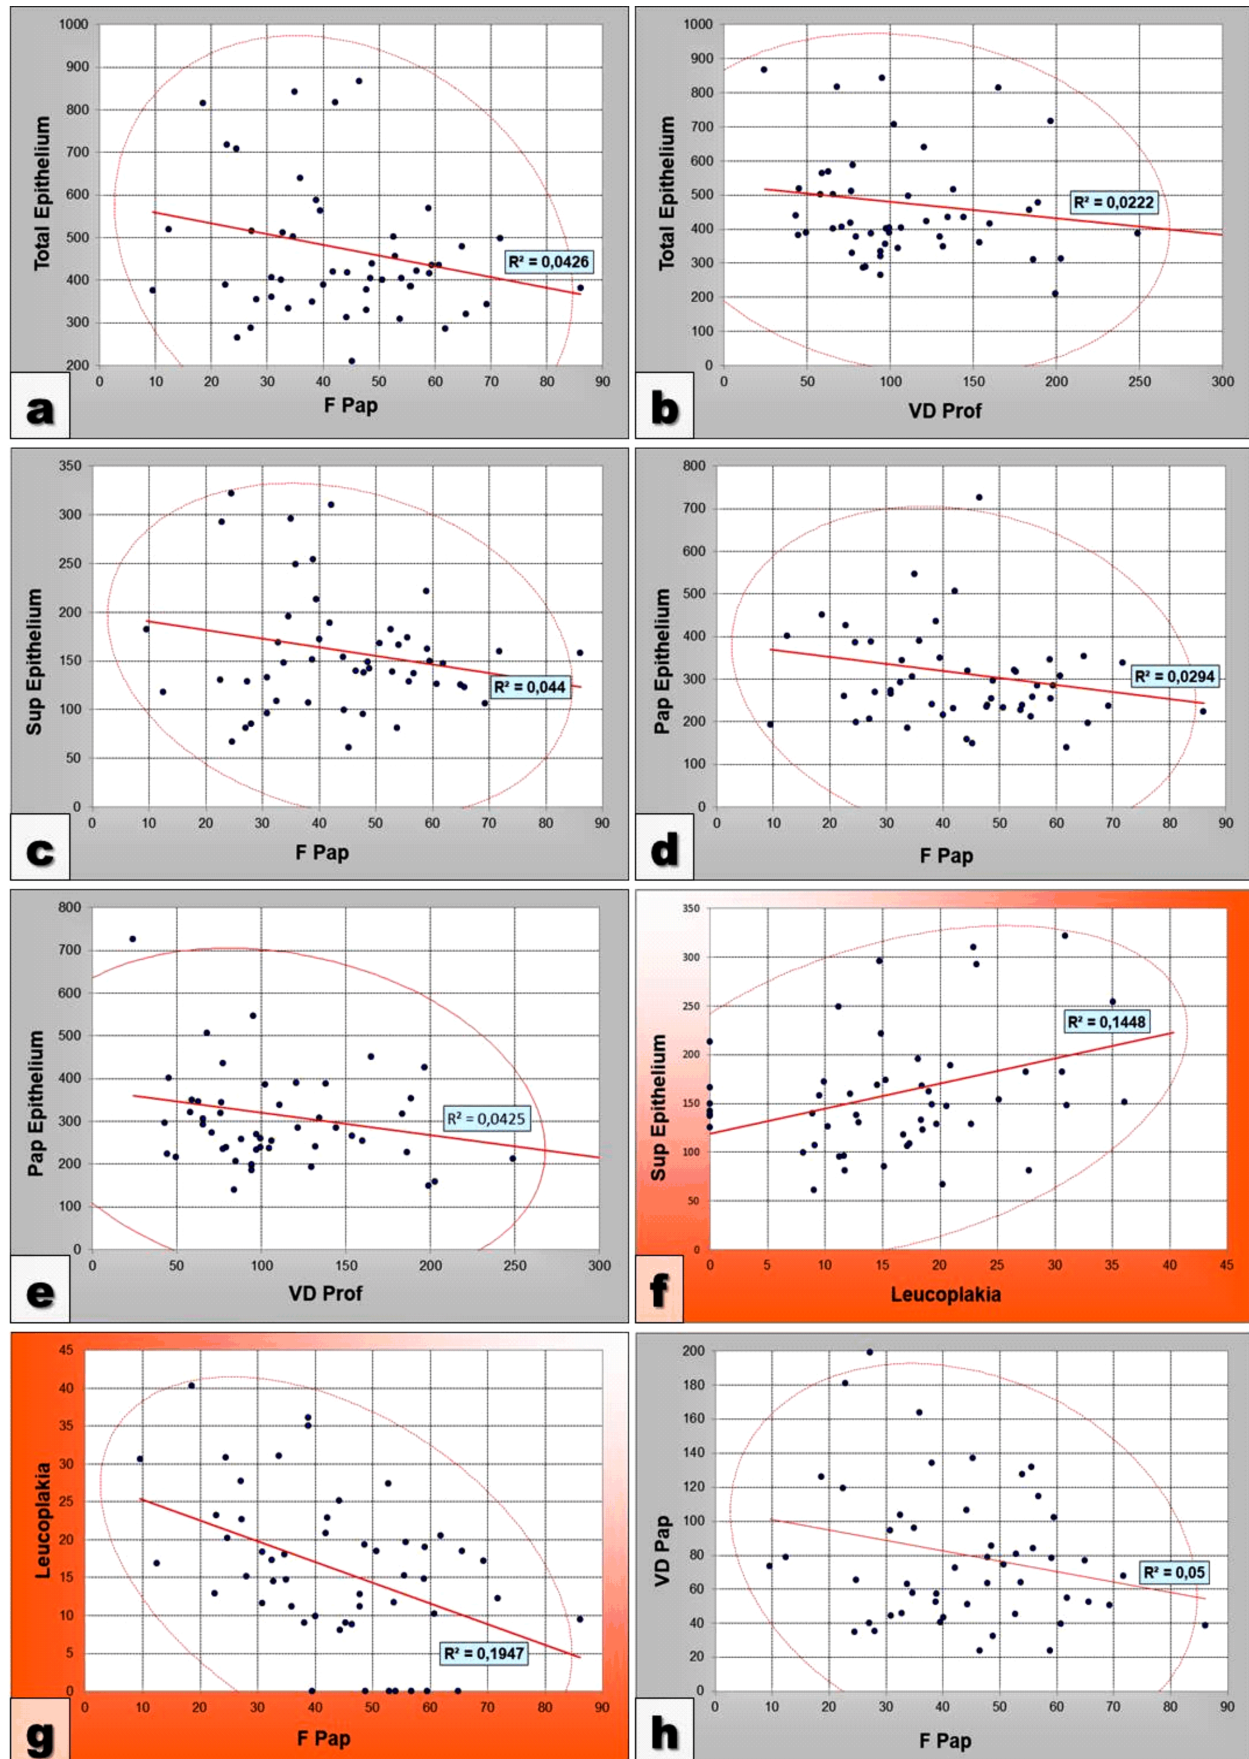 1000
900
800
700
600
500
400
300
200
0 10 20 30 40 50 60 70 80 90
Total Epithelium
F Pap
R² = 0,0426
a
1000
900
800
700
600
500
400
300
200
100
0
0 50 100 150 200 250 300
Total Epithelium
VD Prof
R² = 0,0222
b
350
300
250
200
150
100
50
0
0 10 20 30 40 50 60 70 80 90
Sup Epithelium
F Pap
R² = 0,044
c
800
700
600
500
400
300
200
100
0
0 10 20 30 40 50 60 70 80 90
Pap Epithelium
F Pap
R² = 0,0294
d
800
700
600
500
400
300
200
100
0
0 50 100 150 200 250 300
Pap Epithelium
VD Prof
R² = 0,0425
e
350
300
250
200
150
100
50
0
0 5 10 15 20 25 30 35 40 45
Sup Epithelium
Leucoplakia
R² = 0,1448
f
45
40
35
30
25
20
15
10
5
0
0 10 20 30 40 50 60 70 80 90
Leucoplakia
F Pap
R² = 0,1947
g
200
180
160
140
120
100
80
60
40
20
0
0 10 20 30 40 50 60 70 80 90
VD Pap
F Pap
R² = 0,05
h